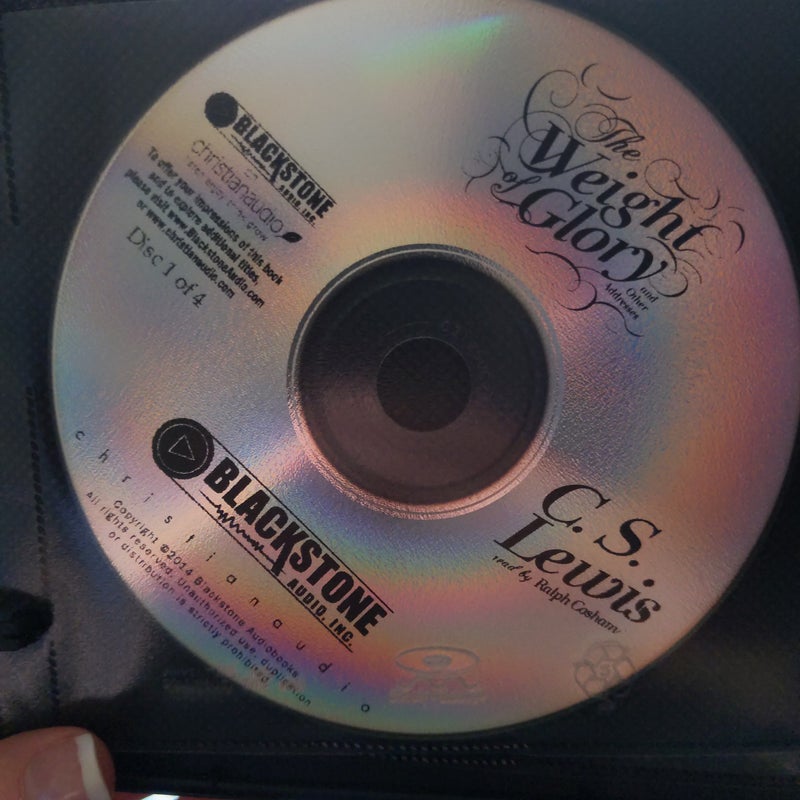 BLACKSTONE
AUDIO, INC.
christianaudio
To offer your impressions of this book
and to explore additional titles,
please visit www.BlackstoneAudio.com
or www.christianaudio.com
Disc 1 of 4
The
Weight
of Glory
and
Other
Addresses
BLACKSTONE
AUDIO, INC.
christianaudio
Copyright ©2014 Blackstone Audiobooks
All rights reserved. Unauthorized use, duplication
or distribution is strictly prohibited.
C. S.
Lewis
read by Ralph Cosham